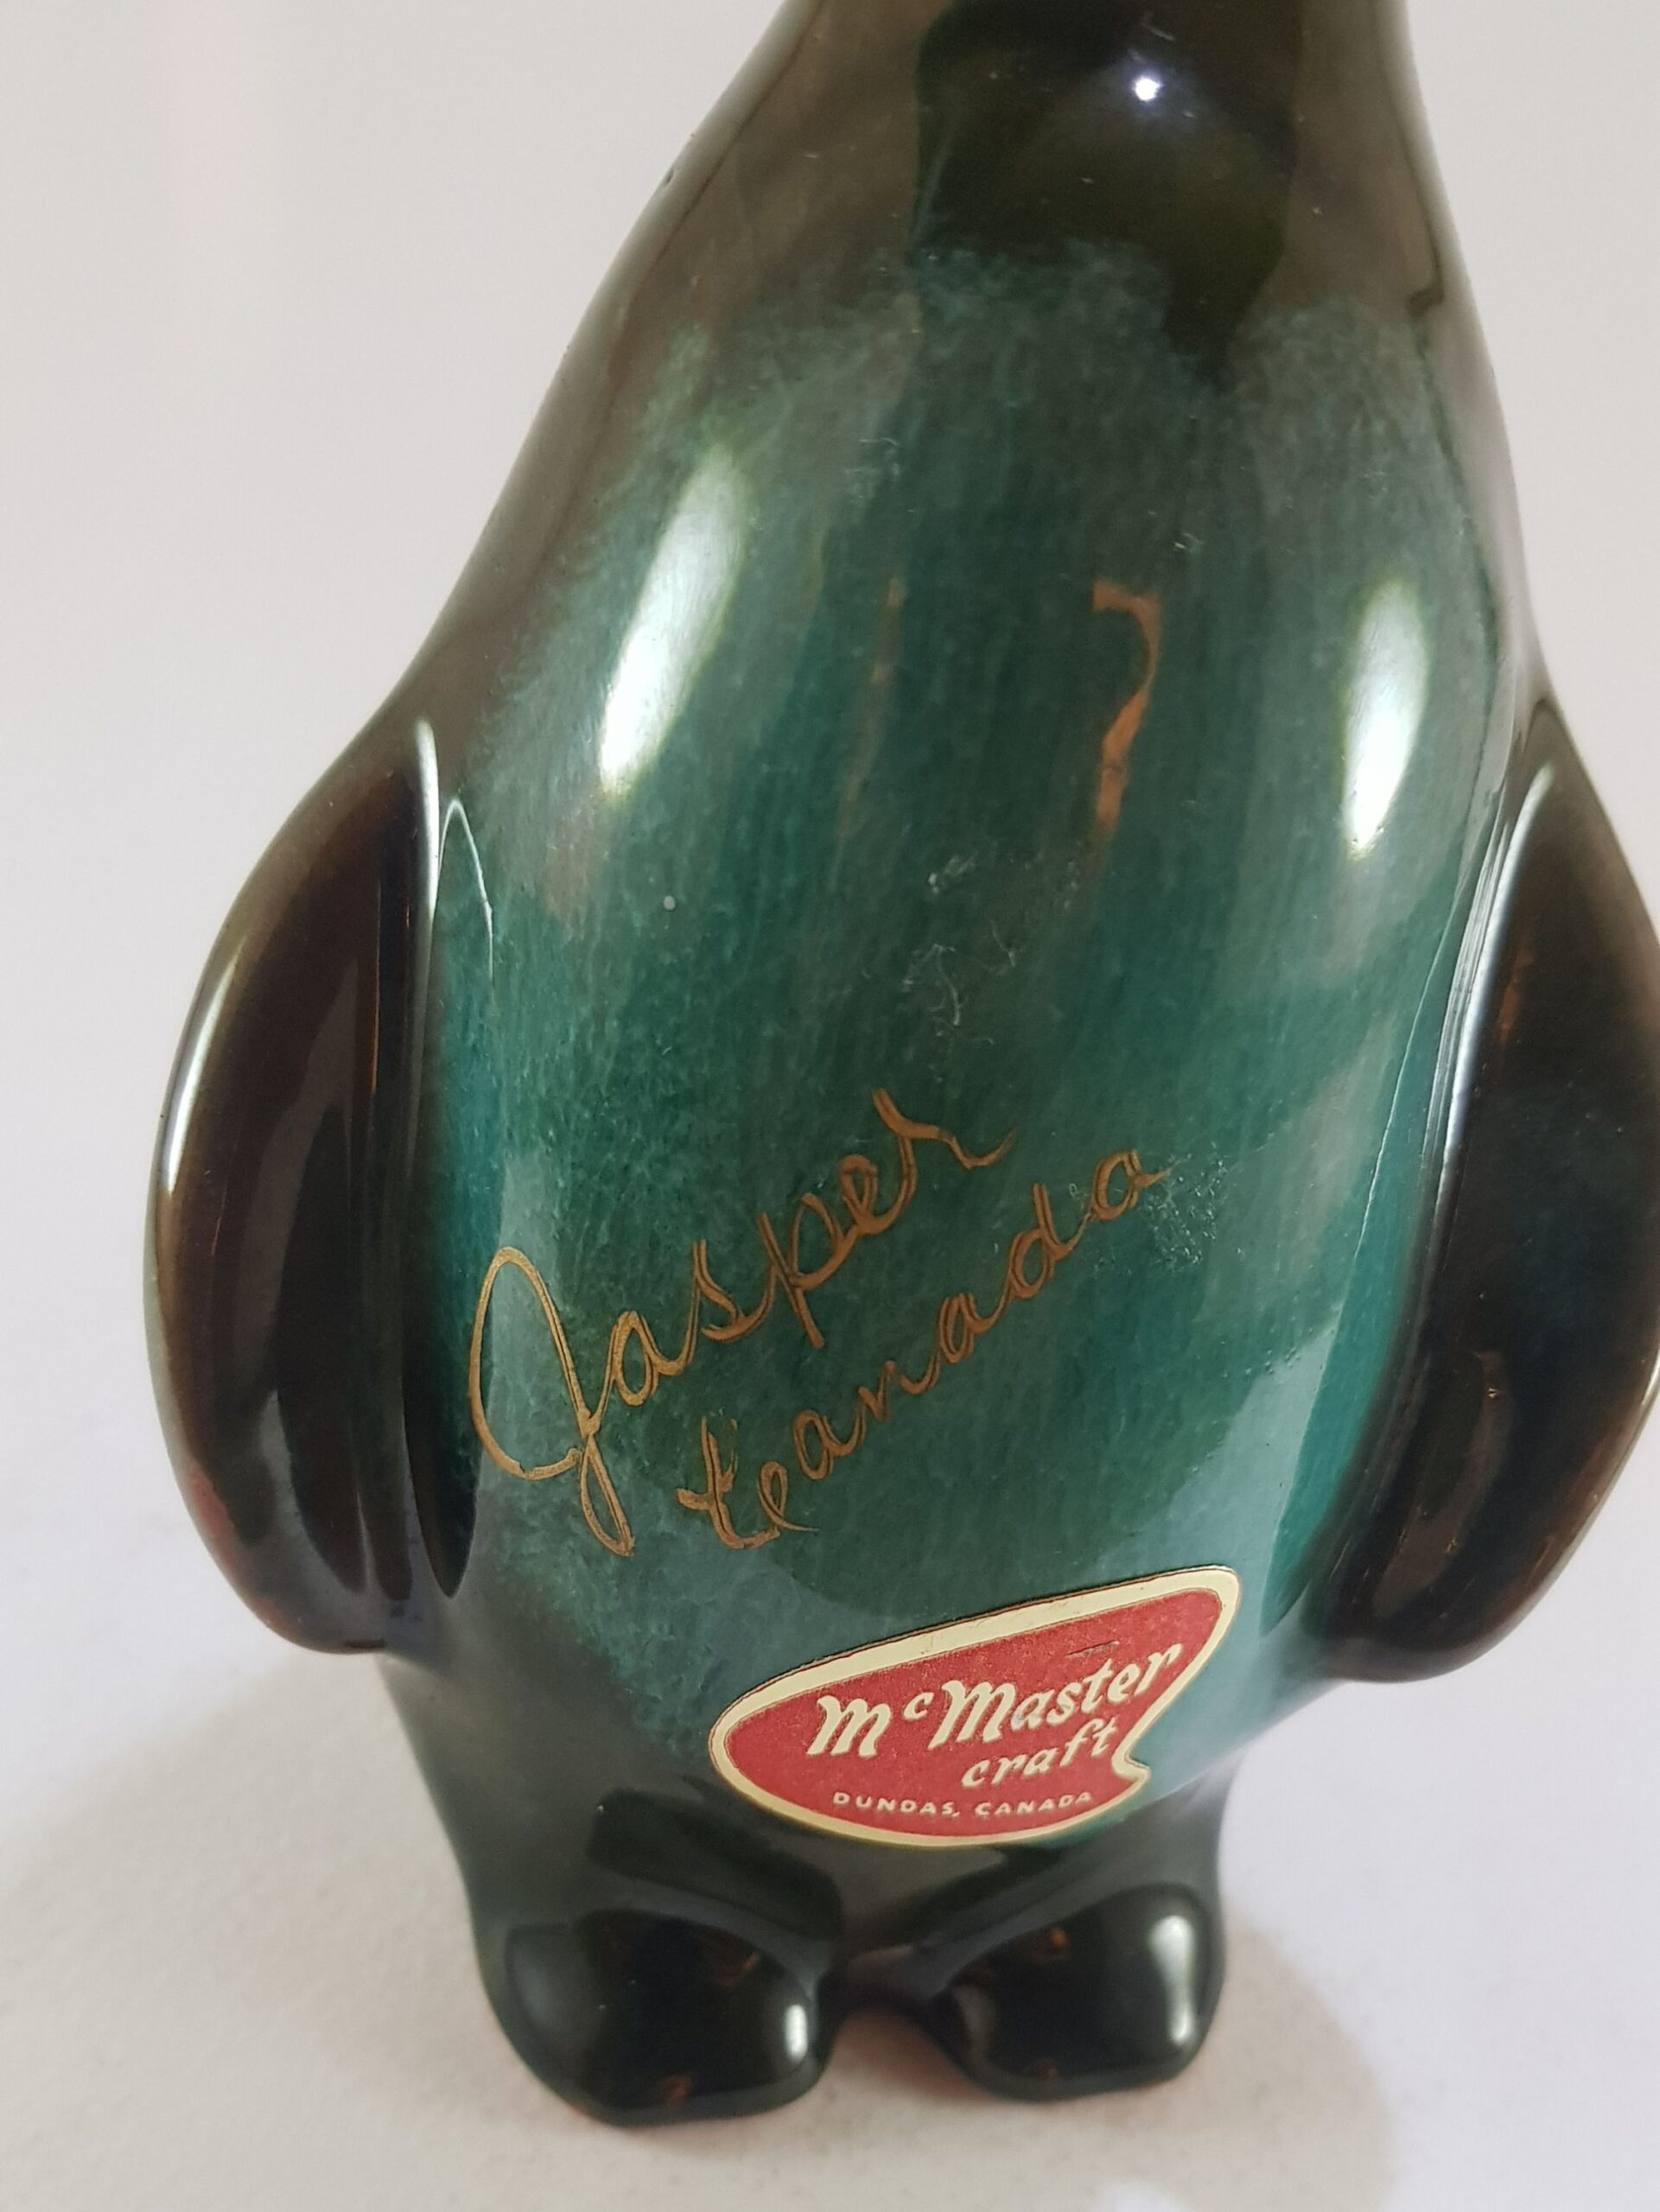 Jasper
Canada
McMaster
craft
DUNDAS, CANADA